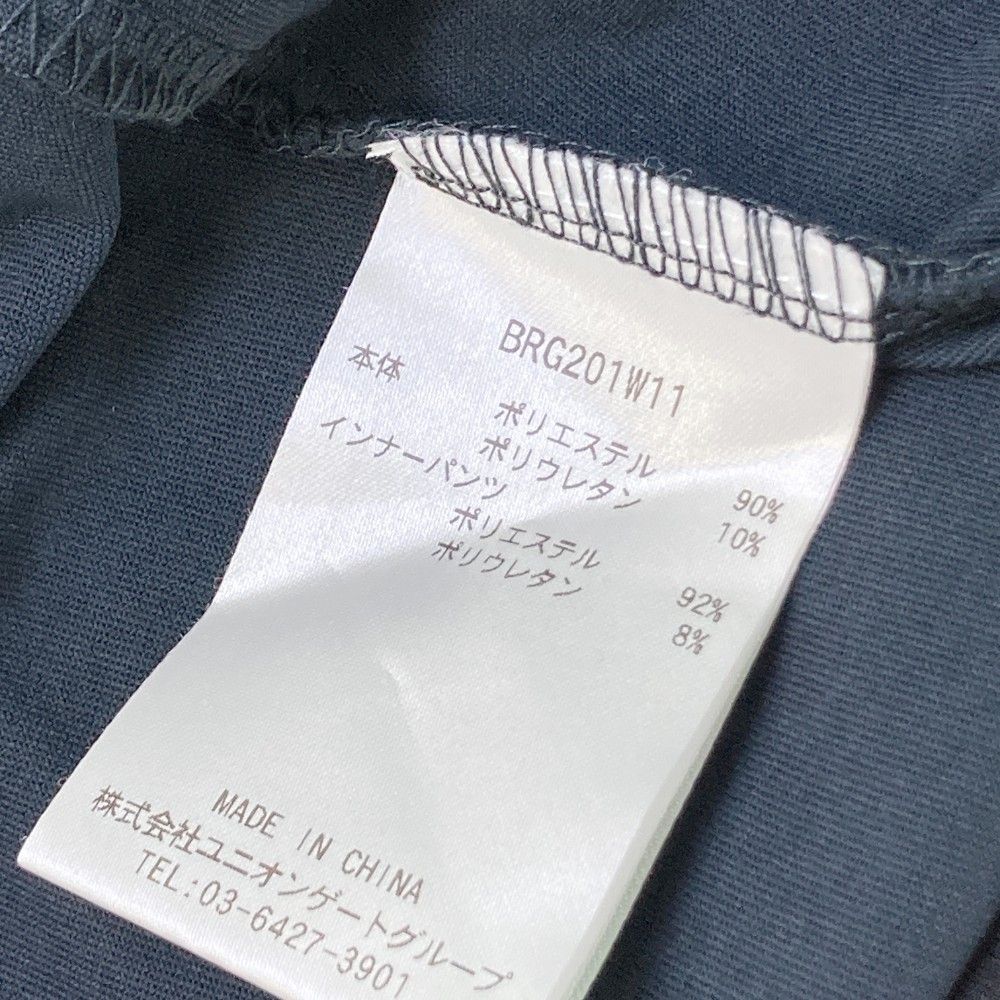 BRG201W11
本体
ポリエステル 90%
ポリウレタン 10%
インナーパンツ
ポリエステル 92%
ポリウレタン 8%
MADE IN CHINA
株式会社ユニオンゲートグループ
TEL:03-6427-3901